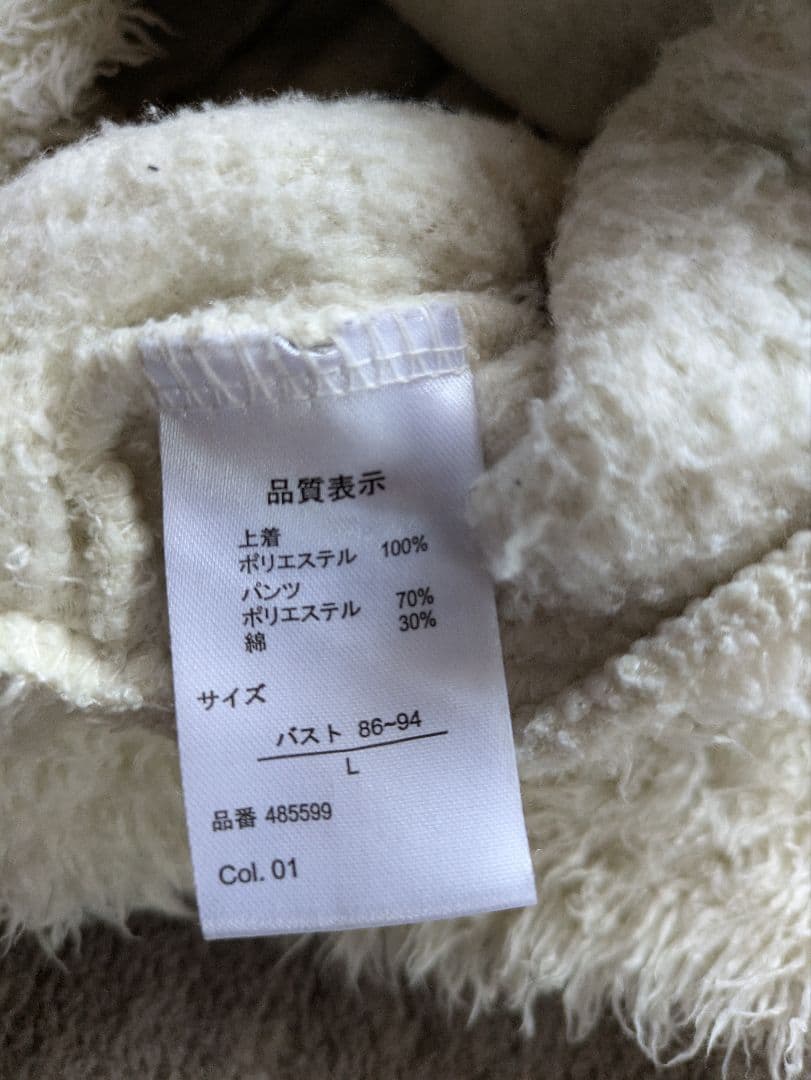 品質表示
上着
ポリエステル 100%
パンツ
ポリエステル 70%
綿 30%
サイズ
バスト 86~94
L
品番 485599
Col. 01